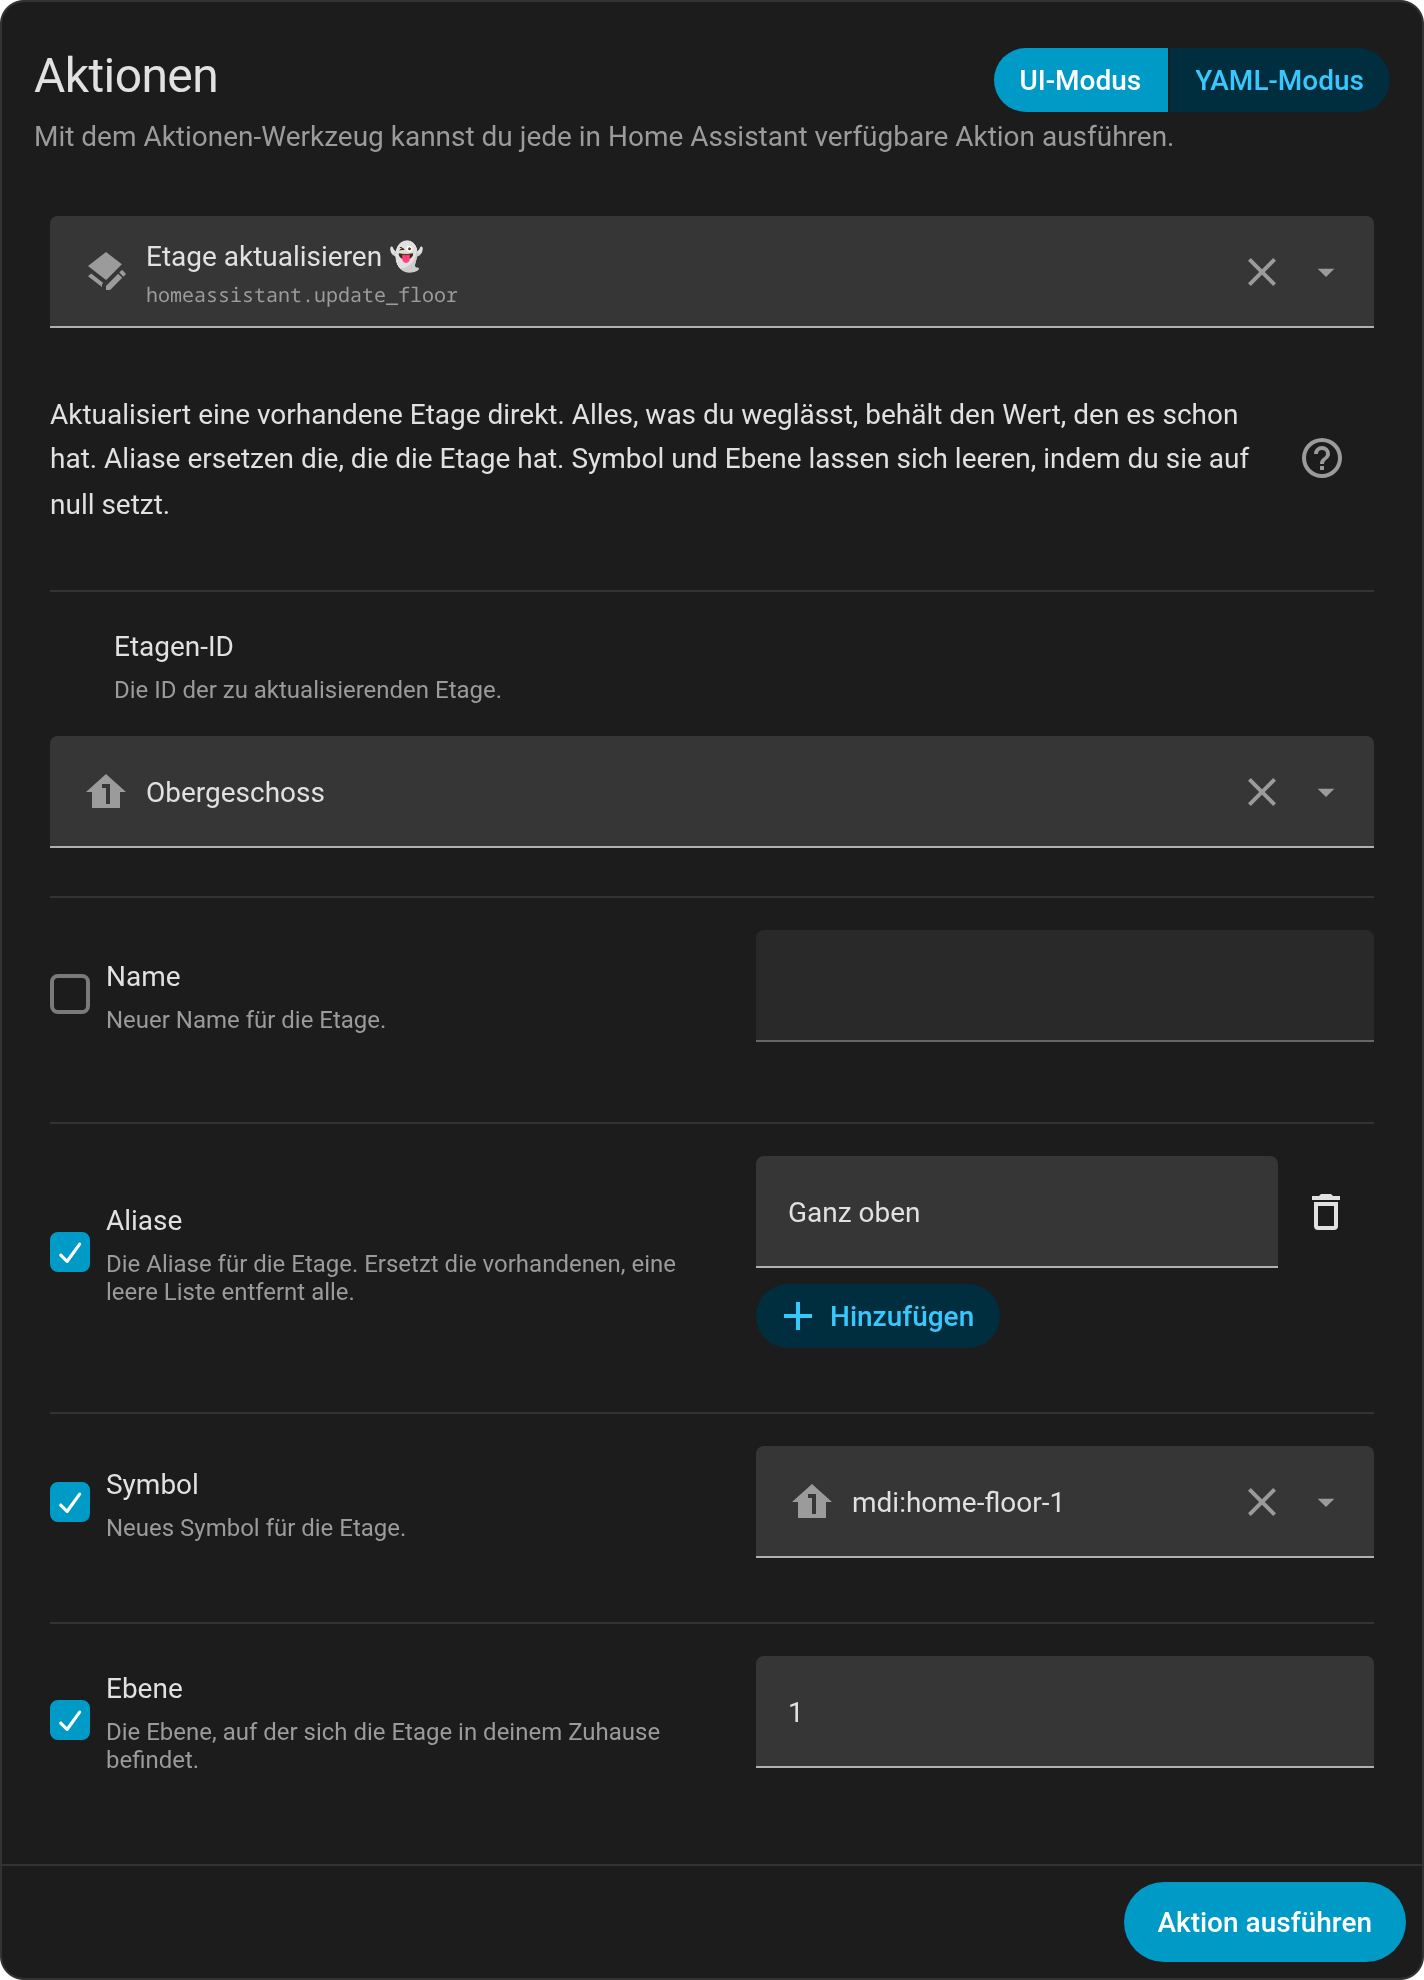 Aktionen
UI-Modus
YAML-Modus
Mit dem Aktionen-Werkzeug kannst du jede in Home Assistant verfügbare Aktion ausführen.
Etage aktualisieren 👻
homeassistant.update_floor
Aktualisiert eine vorhandene Etage direkt. Alles, was du weglässt, behält den Wert, den es schon
hat. Aliase ersetzen die, die die Etage hat. Symbol und Ebene lassen sich leeren, indem du sie auf
null setzt.
Etagen-ID
Die ID der zu aktualisierenden Etage.
Obergeschoss
Name
Neuer Name für die Etage.
Aliase
Die Aliase für die Etage. Ersetzt die vorhandenen, eine
leere Liste entfernt alle.
Ganz oben
Hinzufügen
Symbol
Neues Symbol für die Etage.
mdi:home-floor-1
Ebene
Die Ebene, auf der sich die Etage in deinem Zuhause
befindet.
1
Aktion ausführen